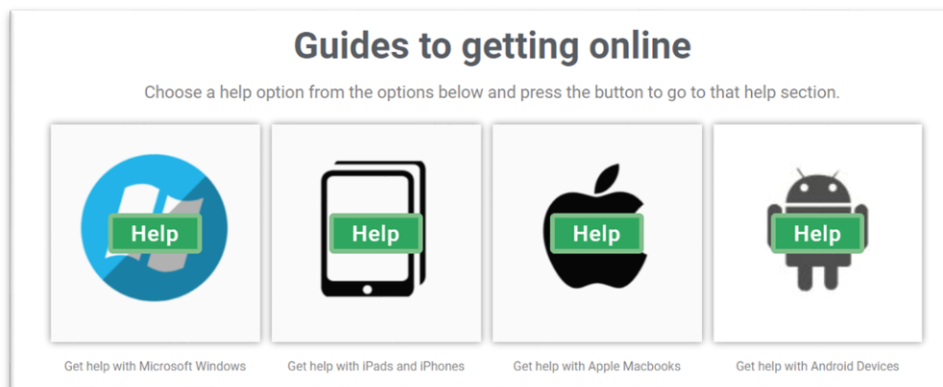 Guides to getting online
Choose a help option from the options below and press the button to go to that help section.
Help
Help
Help
Help
Get help with Microsoft Windows
Get help with iPads and iPhones
Get help with Apple Macbooks
Get help with Android Devices